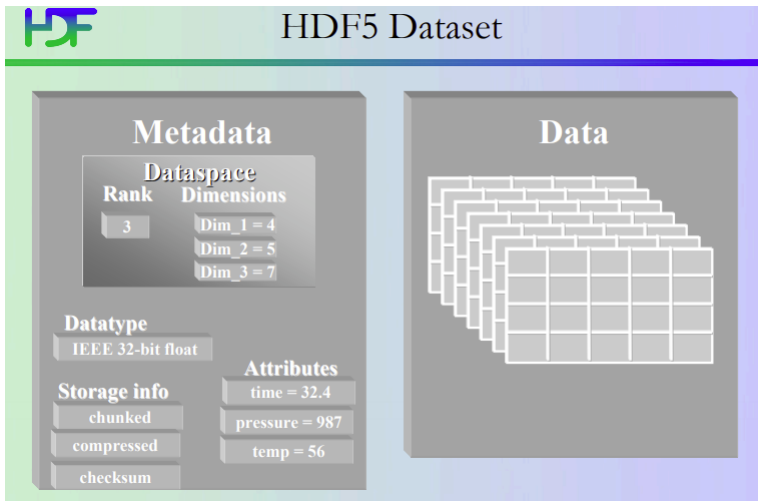 HDF
HDF5 Dataset
Metadata
Dataspace
Rank
Dimensions
3
Dim_1 = 4
Dim_2 = 5
Dim_3 = 7
Datatype
IEEE 32-bit float
Storage info
chunked
compressed
checksum
Attributes
time = 32.4
pressure = 987
temp = 56
Data